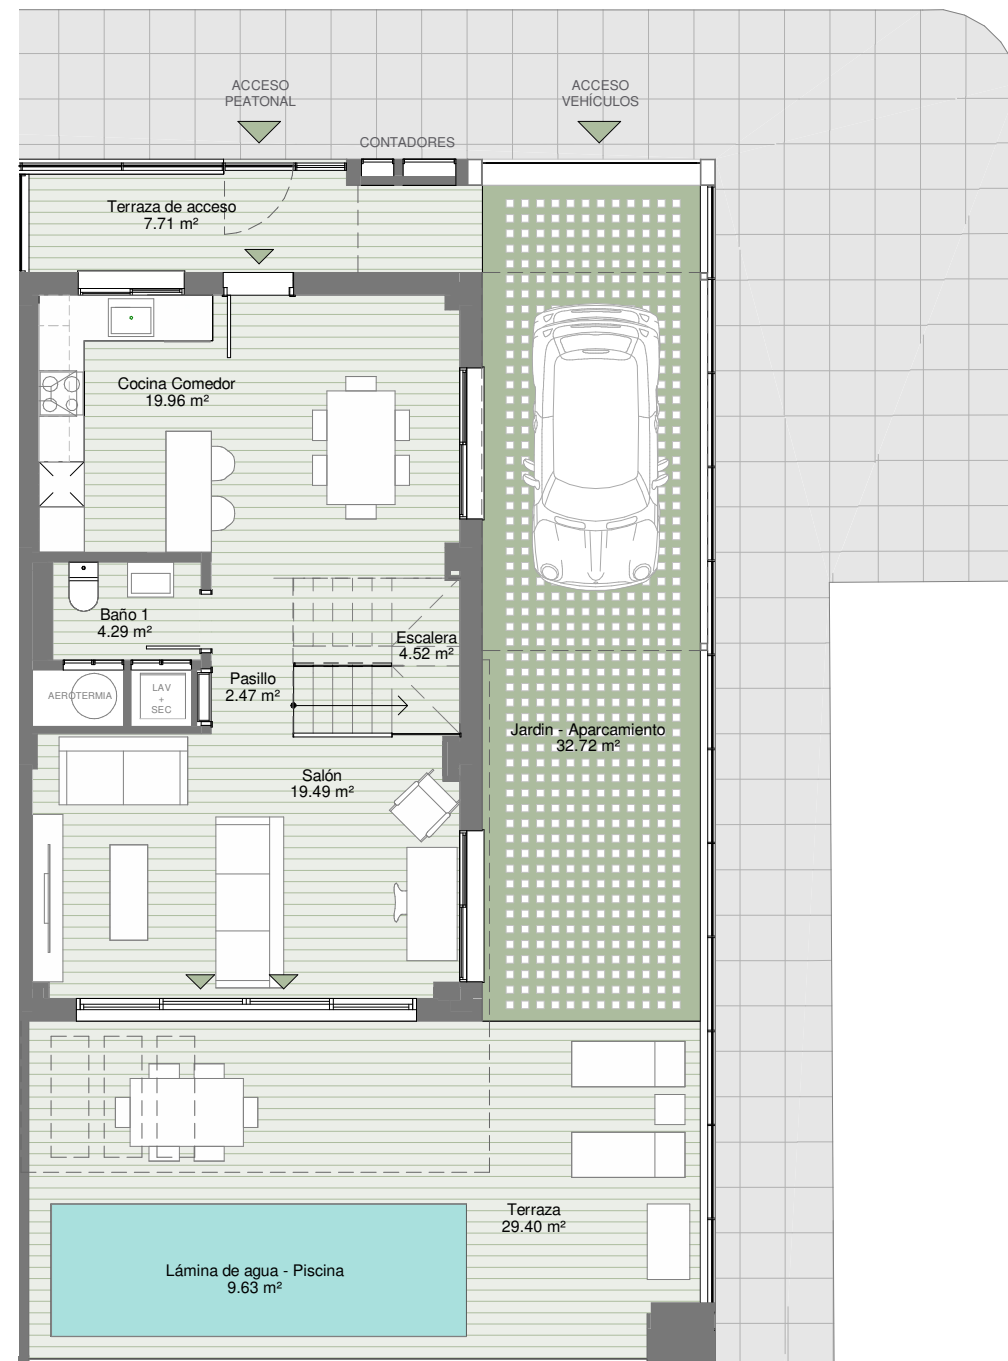 ACCESO
PEATONAL
ACCESO
VEHÍCULOS
CONTADORES
Terraza de acceso
7.71 m²
Cocina Comedor
19.96 m²
Baño 1
4.29 m²
Escalera
4.52 m²
Pasillo
2.47 m²
AEROTERMIA
LAV
+
SEC
Jardin - Aparcamiento
32.72 m²
Salón
19.49 m²
Terraza
29.40 m²
Lámina de agua - Piscina
9.63 m²